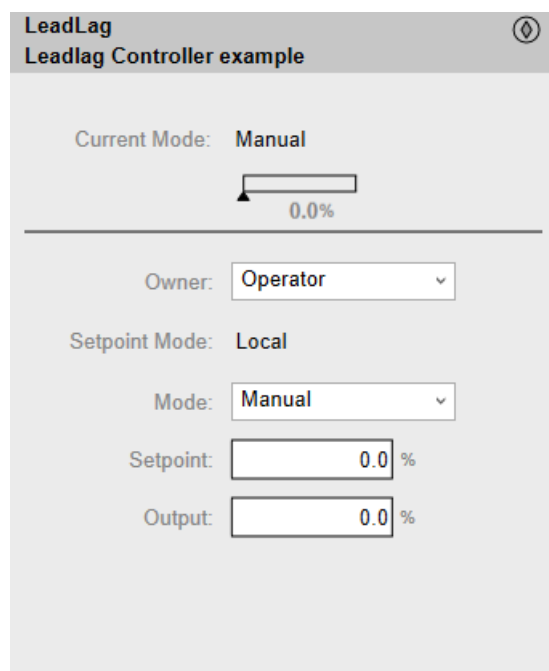 LeadLag
Leadlag Controller example
Current Mode: Manual
0.0%
Owner: Operator
Setpoint Mode: Local
Mode: Manual
Setpoint: 0.0 %
Output: 0.0 %